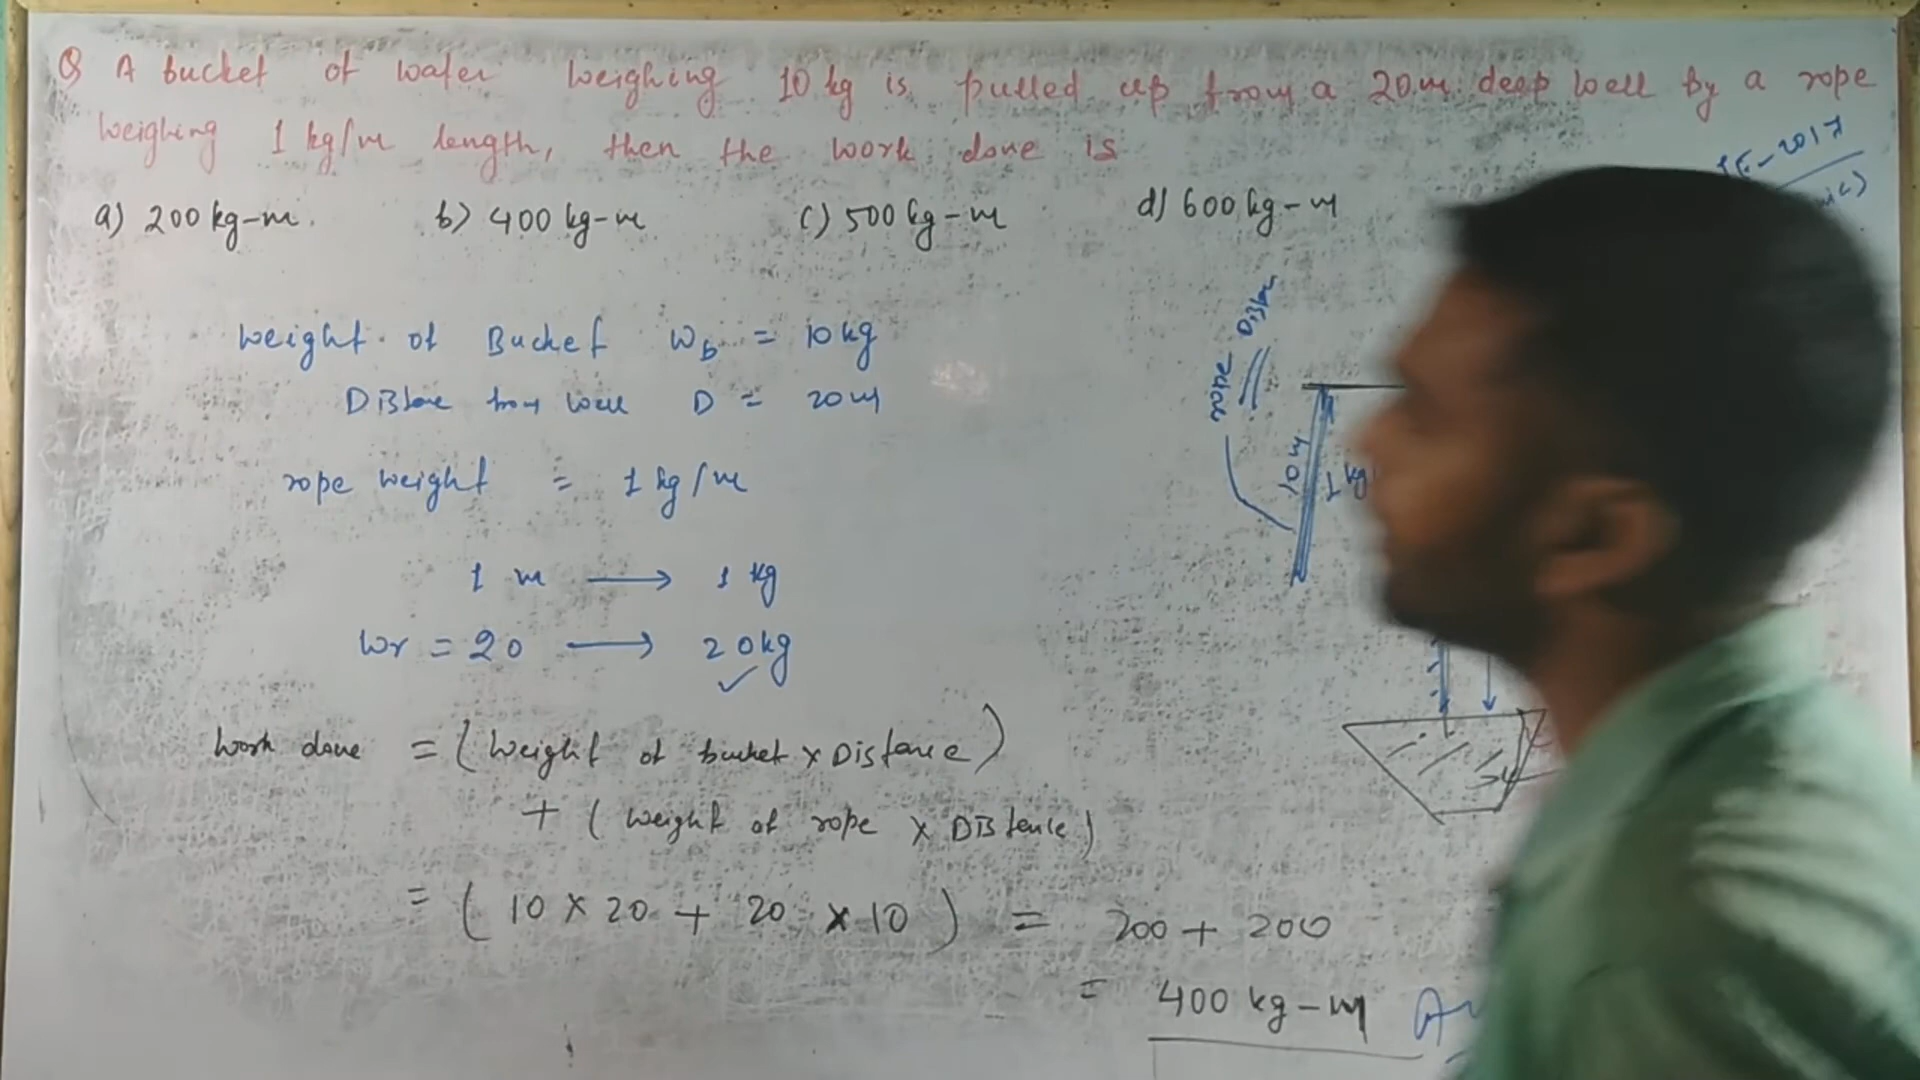 Q A bucket of water weighing 10 kg is pulled up from a 20 m deep well by a rope
weighing 1 kg/m length, then the work done is
JE-2017
a) 200 kg-m. b) 400 kg-m c) 500 kg-m d) 600 kg-m
weight of Bucket Wb = 10 kg
Distance from well D = 20 m
rope weight = 1 kg/m
1 m → 1 kg
Wr = 20 → 20 kg
work done = (weight of bucket × Distance)
+ (weight of rope × Distance)
= (10 × 20 + 20 × 10) = 200 + 200
= 400 kg-m
rope
10 m
1 kg